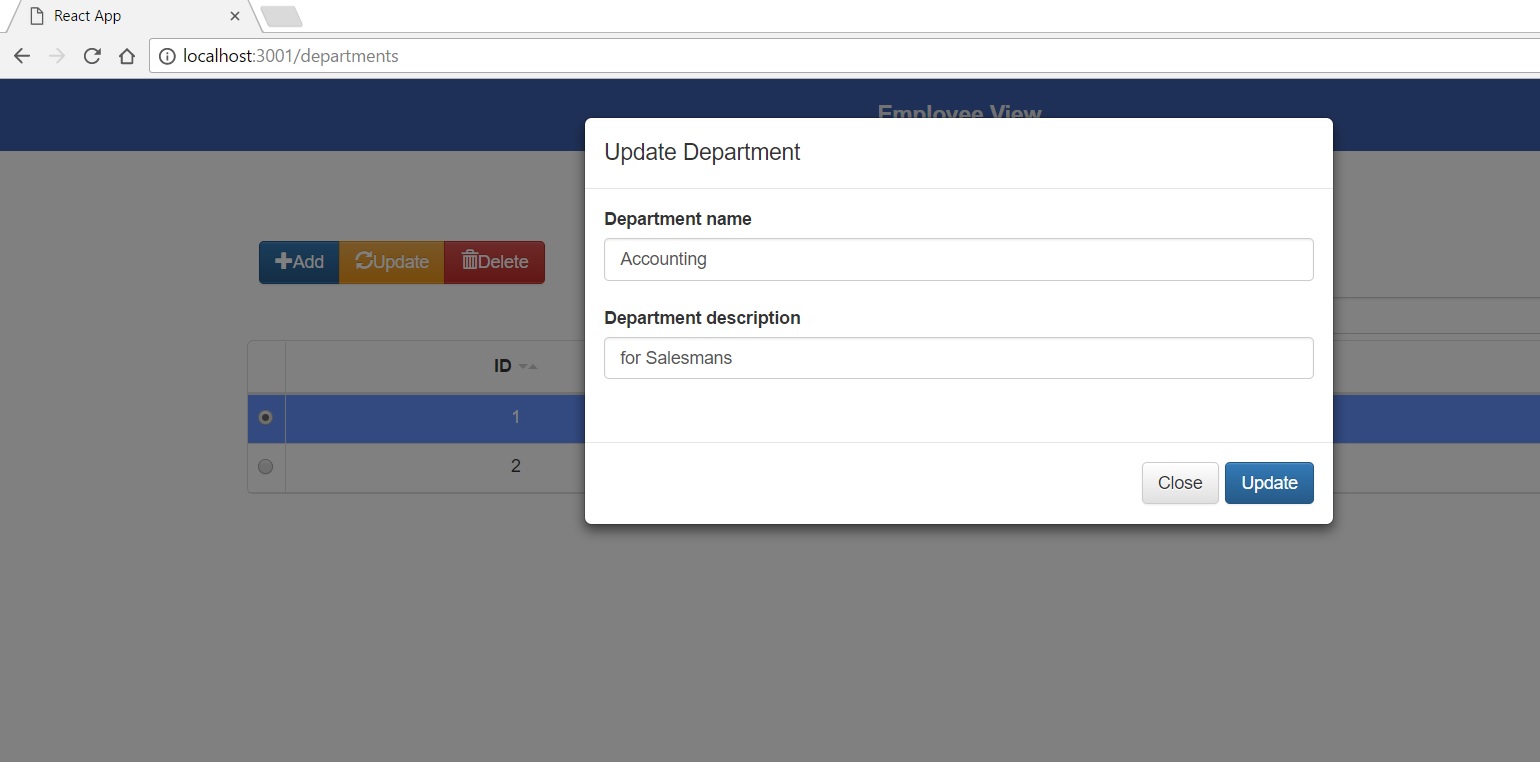 React App
localhost:3001/departments
Employee View
Update Department
Department name
Accounting
Department description
for Salesmans
Close Update
Add Update Delete
ID
1
2